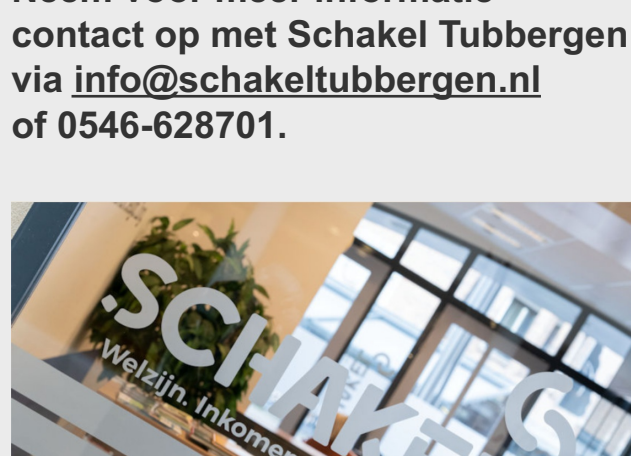 contact op met Schakel Tubbergen
via info@schakeltubbergen.nl
of 0546-628701.
SCHAKEL
Welzijn. Inkomen